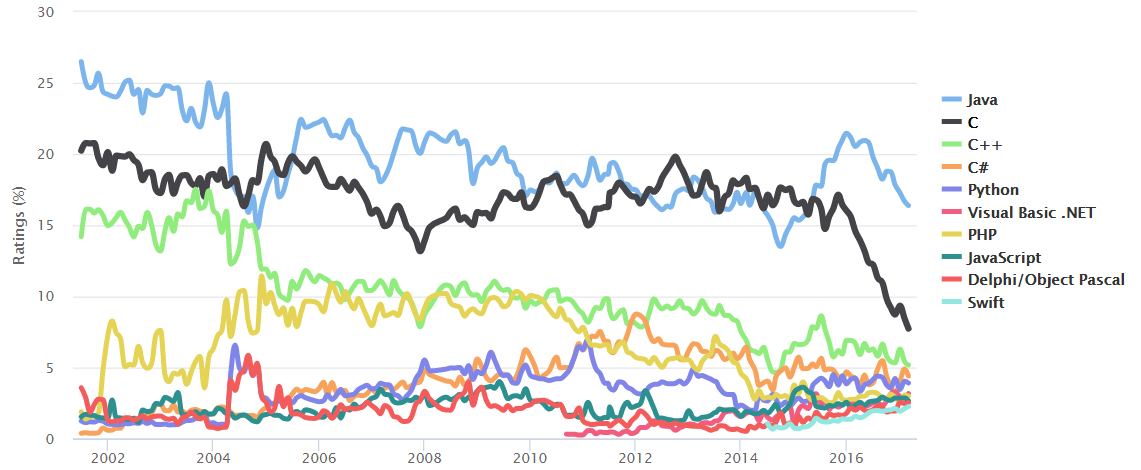 30
25
20
15
10
5
0
Ratings (%)
2002 2004 2006 2008 2010 2012 2014 2016
Java
C
C++
C#
Python
Visual Basic .NET
PHP
JavaScript
Delphi/Object Pascal
Swift